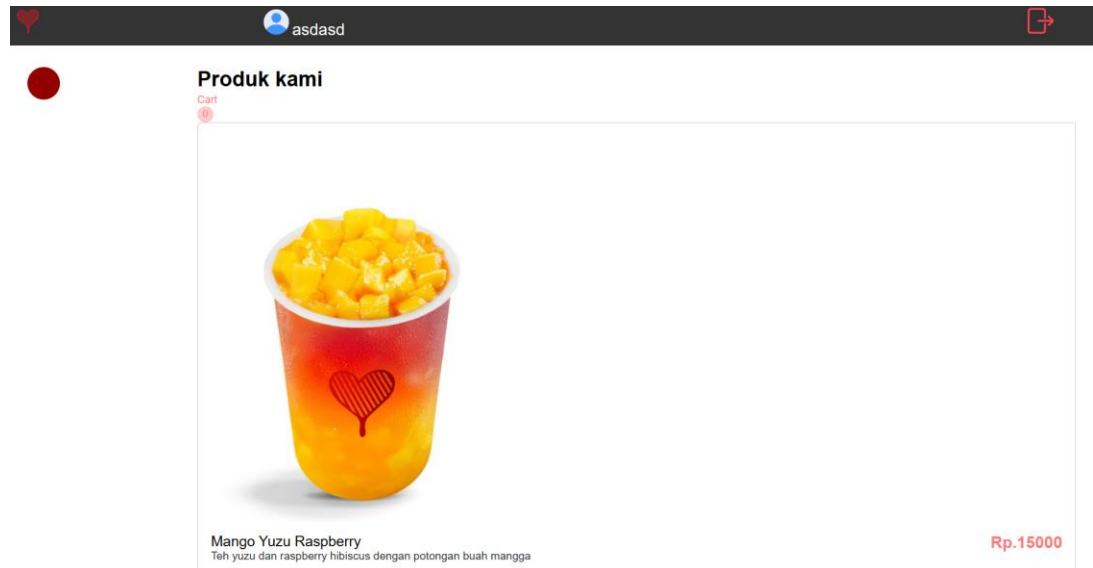 asdasd
Produk kami
Cart
0
Mango Yuzu Raspberry
Teh yuzu dan raspberry hibiscus dengan potongan buah mangga
Rp.15000